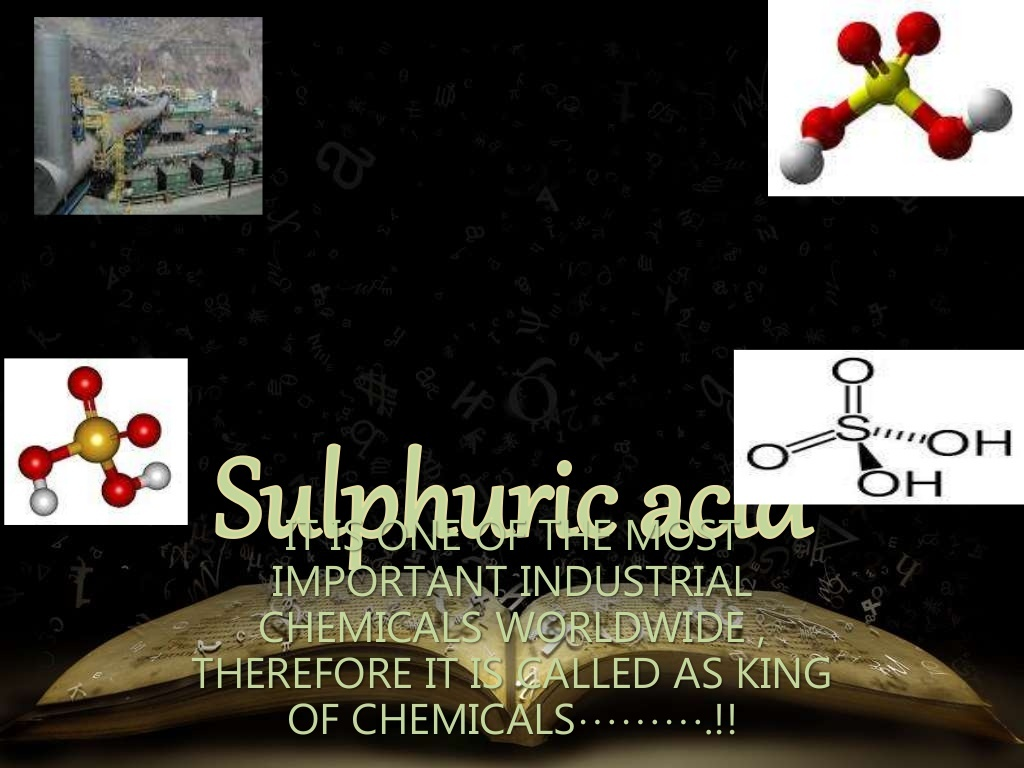 O
S
O
OH
OH
Sulphuric acid
IT IS ONE OF THE MOST
IMPORTANT INDUSTRIAL
CHEMICALS WORLDWIDE ,
THEREFORE IT IS CALLED AS KING
OF CHEMICALS··········.!!